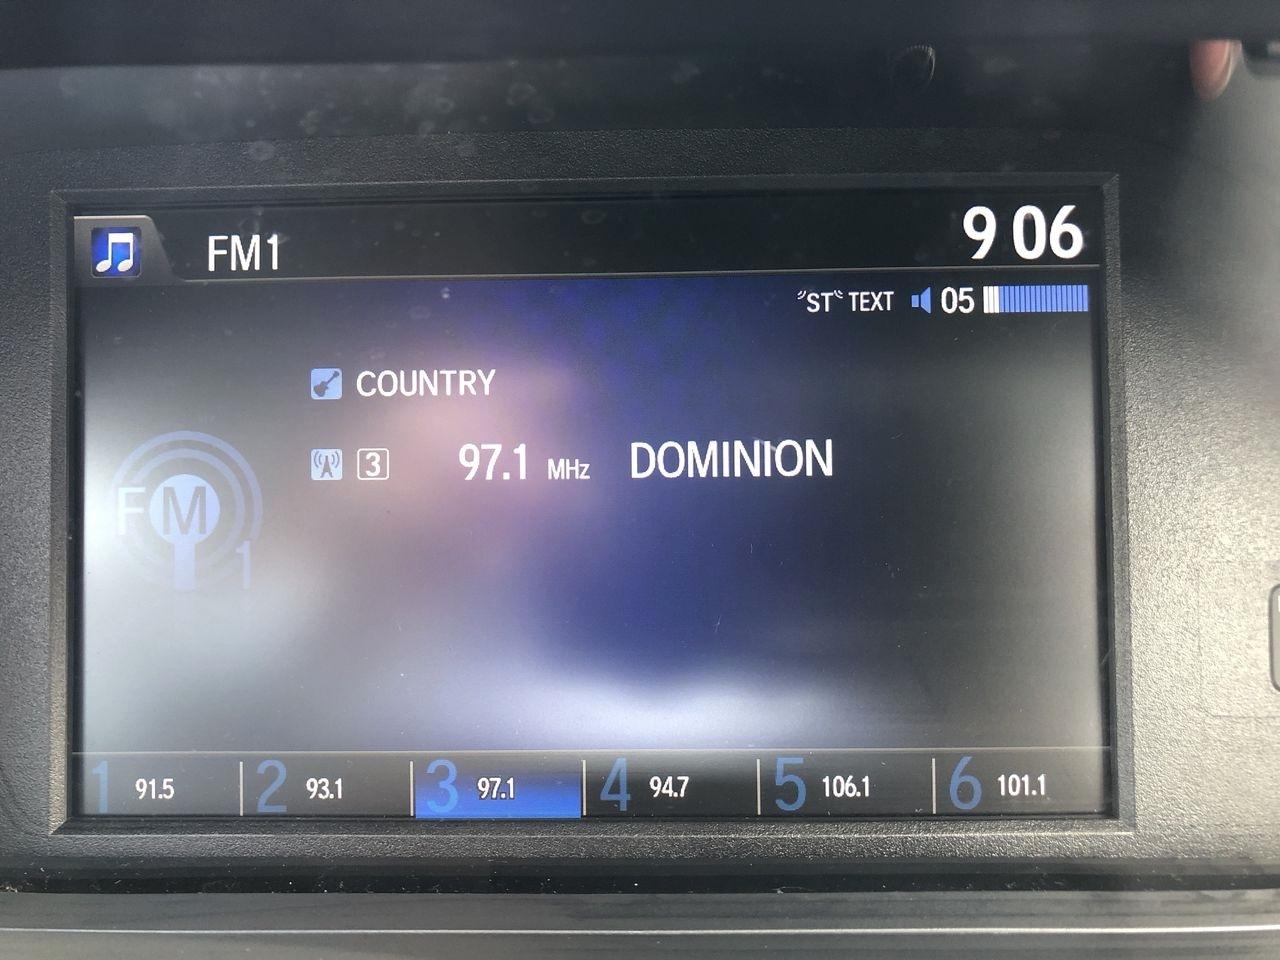 FM1
9 06
ST TEXT 05
COUNTRY
3 97.1 MHz DOMINION
FM 1
1 91.5 2 93.1 3 97.1 4 94.7 5 106.1 6 101.1